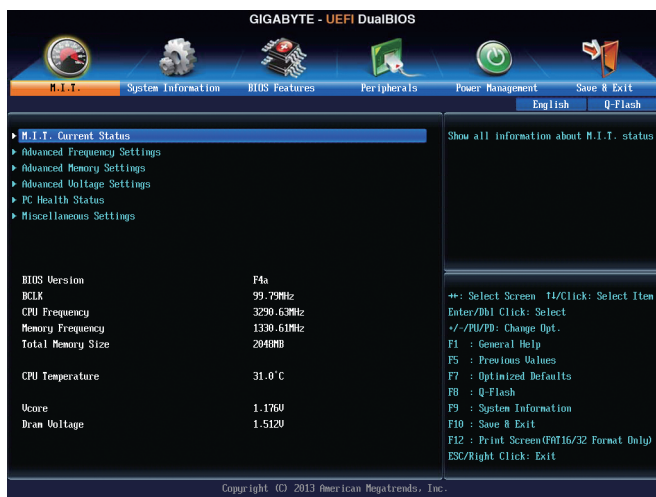 GIGABYTE - UEFI DualBIOS
M.I.T.
System Information
BIOS Features
Peripherals
Power Management
Save & Exit
English
Q-Flash
M.I.T. Current Status
Advanced Frequency Settings
Advanced Memory Settings
Advanced Voltage Settings
PC Health Status
Miscellaneous Settings
Show all information about M.I.T. status
BIOS Version F4a
BCLK 99.79MHz
CPU Frequency 3290.63MHz
Memory Frequency 1330.61MHz
Total Memory Size 2048MB
CPU Temperature 31.0°C
Vcore 1.176V
Dram Voltage 1.512V
→←: Select Screen ↑↓/Click: Select Item
Enter/Dbl Click: Select
+/-/PU/PD: Change Opt.
F1 : General Help
F5 : Previous Values
F7 : Optimized Defaults
F8 : Q-Flash
F9 : System Information
F10 : Save & Exit
F12 : Print Screen(FAT16/32 Format Only)
ESC/Right Click: Exit
Copyright (C) 2013 American Megatrends, Inc.